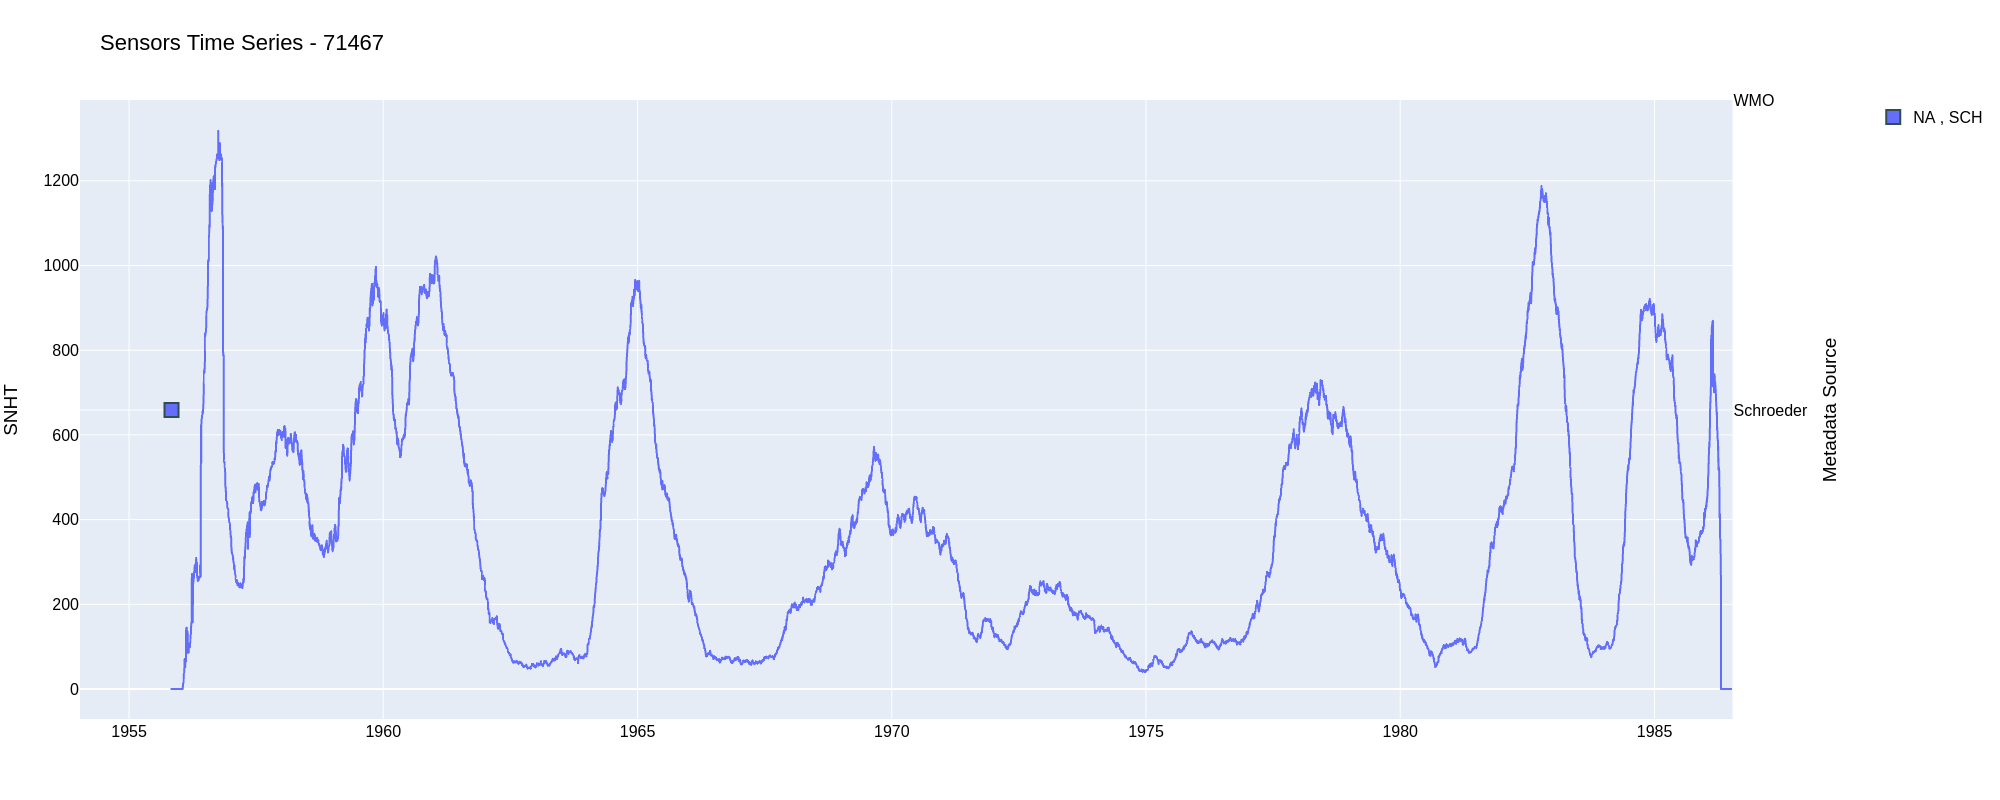 Sensors Time Series - 71467
WMO
NA , SCH
1200
1000
800
600
400
200
0
SNHT
Schroeder
Metadata Source
1955
1960
1965
1970
1975
1980
1985